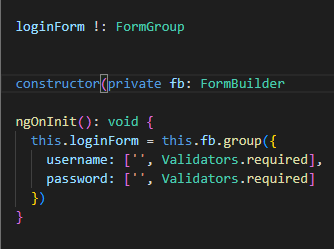 loginForm !: FormGroup
constructor(private fb: FormBuilder
ngOnInit(): void {
this.loginForm = this.fb.group({
username: ['', Validators.required],
password: ['', Validators.required]
})
}